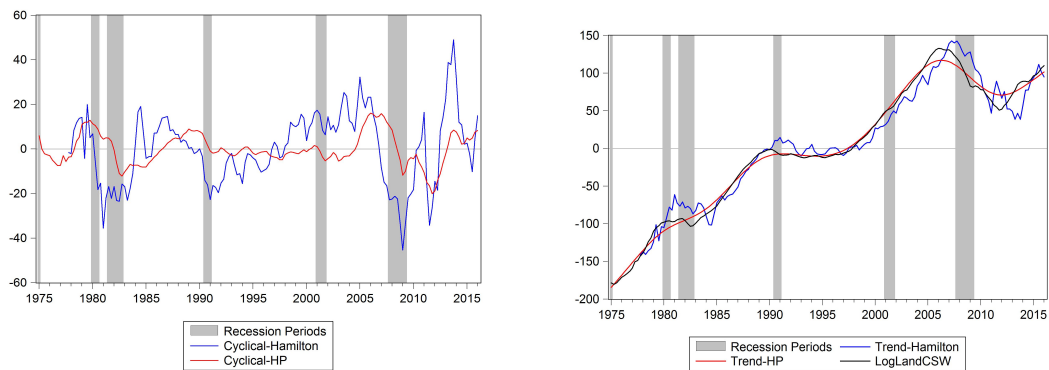 60
40
20
0
-20
-40
-60
1975 1980 1985 1990 1995 2000 2005 2010 2015
Recession Periods
Cyclical-Hamilton
Cyclical-HP
150
100
50
0
-50
-100
-150
-200
1975 1980 1985 1990 1995 2000 2005 2010 2015
Recession Periods Trend-Hamilton
Trend-HP LogLandCSW